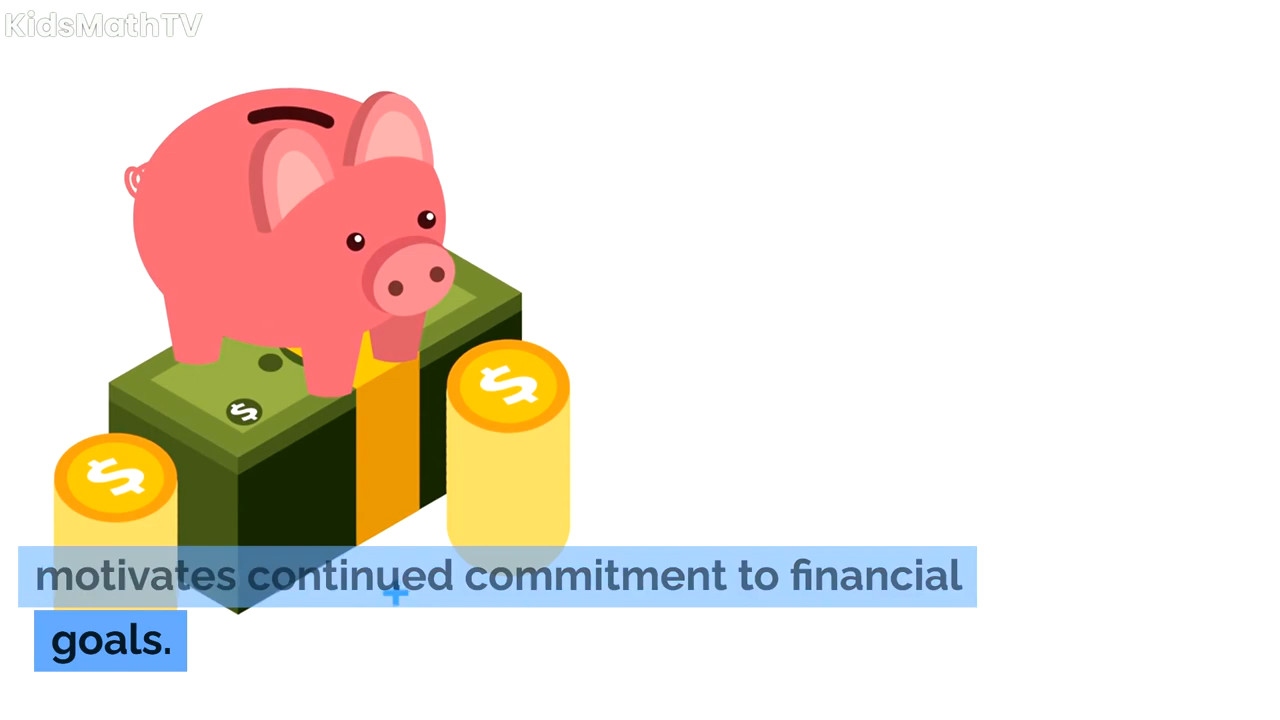 KidsMathTV
$
$
$
motivates continued commitment to financial
goals.